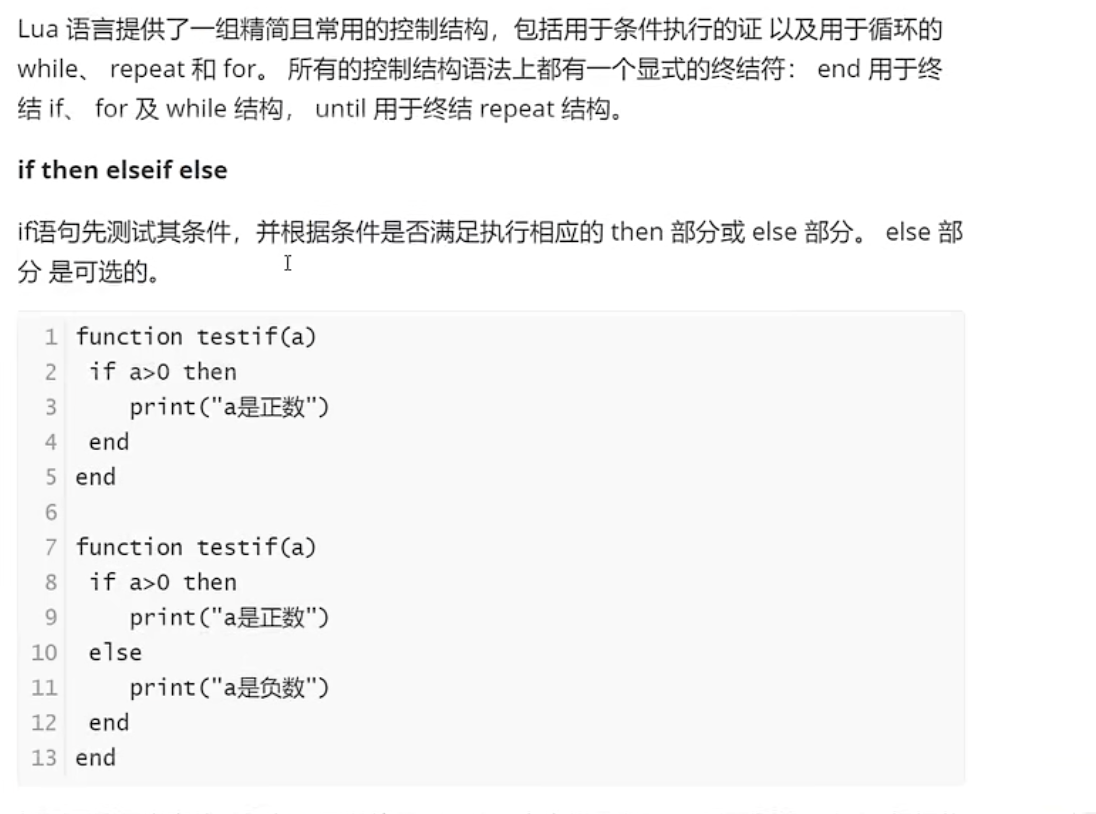 Lua 语言提供了一组精简且常用的控制结构，包括用于条件执行的证 以及用于循环的
while、 repeat 和 for。 所有的控制结构语法上都有一个显式的终结符： end 用于终
结 if、 for 及 while 结构， until 用于终结 repeat 结构。
if then elseif else
if语句先测试其条件，并根据条件是否满足执行相应的 then 部分或 else 部分。 else 部
分 是可选的。
1 function testif(a)
2  if a>0 then
3     print("a是正数")
4  end
5 end
6
7 function testif(a)
8  if a>0 then
9     print("a是正数")
10  else
11     print("a是负数")
12  end
13 end